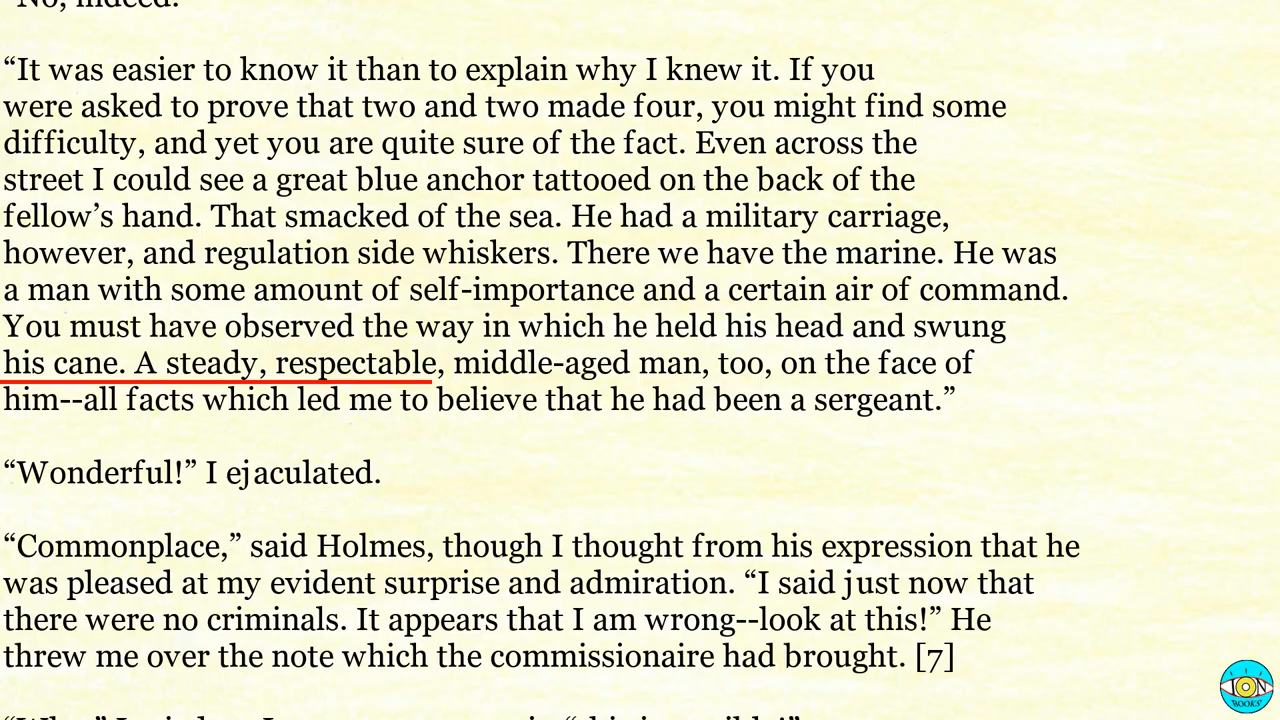 “No, indeed.”
“It was easier to know it than to explain why I knew it. If you
were asked to prove that two and two made four, you might find some
difficulty, and yet you are quite sure of the fact. Even across the
street I could see a great blue anchor tattooed on the back of the
fellow’s hand. That smacked of the sea. He had a military carriage,
however, and regulation side whiskers. There we have the marine. He was
a man with some amount of self-importance and a certain air of command.
You must have observed the way in which he held his head and swung
his cane. A steady, respectable, middle-aged man, too, on the face of
him--all facts which led me to believe that he had been a sergeant.”
“Wonderful!” I ejaculated.
“Commonplace,” said Holmes, though I thought from his expression that he
was pleased at my evident surprise and admiration. “I said just now that
there were no criminals. It appears that I am wrong--look at this!” He
threw me over the note which the commissionaire had brought. [7]
ION
BOOKS